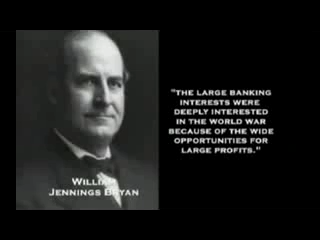 "THE LARGE BANKING
INTERESTS WERE
DEEPLY INTERESTED
IN THE WORLD WAR
BECAUSE OF THE WIDE
OPPORTUNITIES FOR
LARGE PROFITS."
WILLIAM
JENNINGS BRYAN